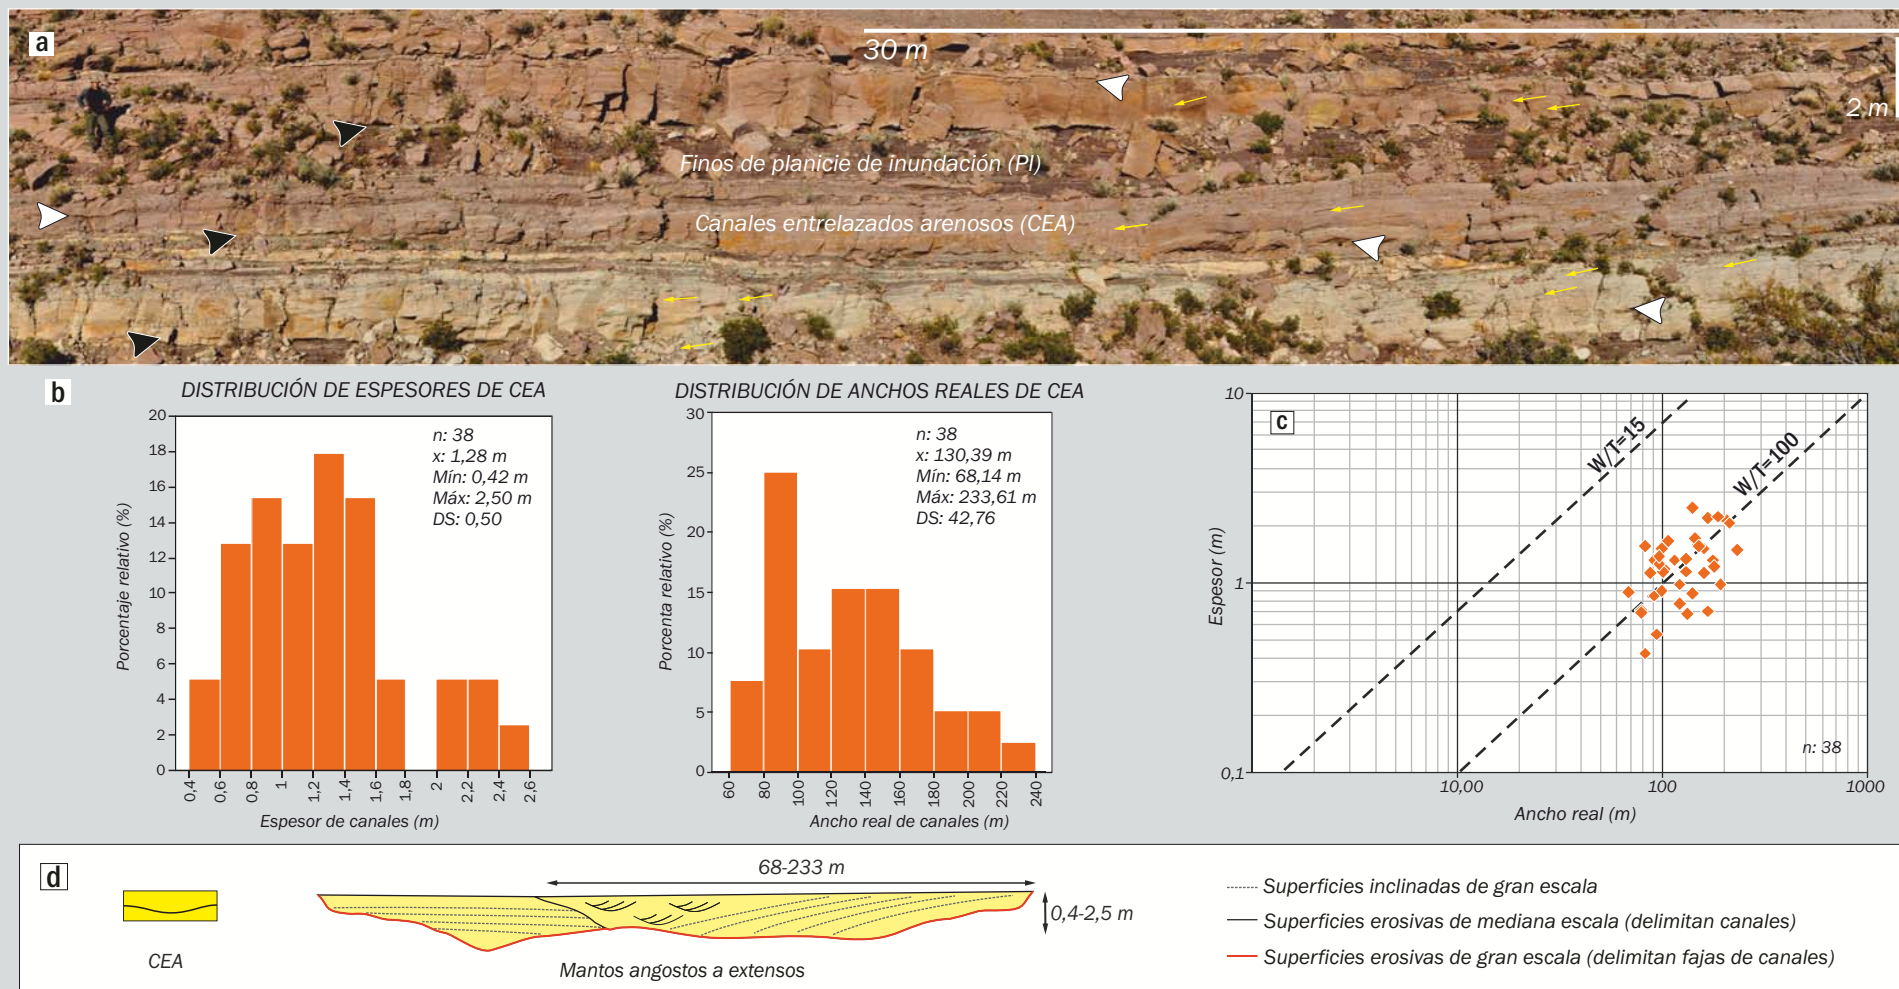 a
30 m
2 m
Finos de planicie de inundación (PI)
Canales entrelazados arenosos (CEA)
b
DISTRIBUCIÓN DE ESPESORES DE CEA
20
18
16
14
12
10
8
6
4
2
0
Porcentaje relativo (%)
n: 38
x: 1,28 m
Mín: 0,42 m
Máx: 2,50 m
DS: 0,50
0,4
0,6
0,8
1
1,2
1,4
1,6
1,8
2
2,2
2,4
2,6
Espesor de canales (m)
DISTRIBUCIÓN DE ANCHOS REALES DE CEA
30
25
20
15
10
5
0
Porcenta relativo (%)
n: 38
x: 130,39 m
Mín: 68,14 m
Máx: 233,61 m
DS: 42,76
60
80
100
120
140
160
180
200
220
240
Ancho real de canales (m)
c
10
1
0,1
Espesor (m)
W/T=15
W/T=100
n: 38
10,00
100
1000
Ancho real (m)
d
CEA
68-233 m
0,4-2,5 m
Mantos angostos a extensos
Superficies inclinadas de gran escala
Superficies erosivas de mediana escala (delimitan canales)
Superficies erosivas de gran escala (delimitan fajas de canales)